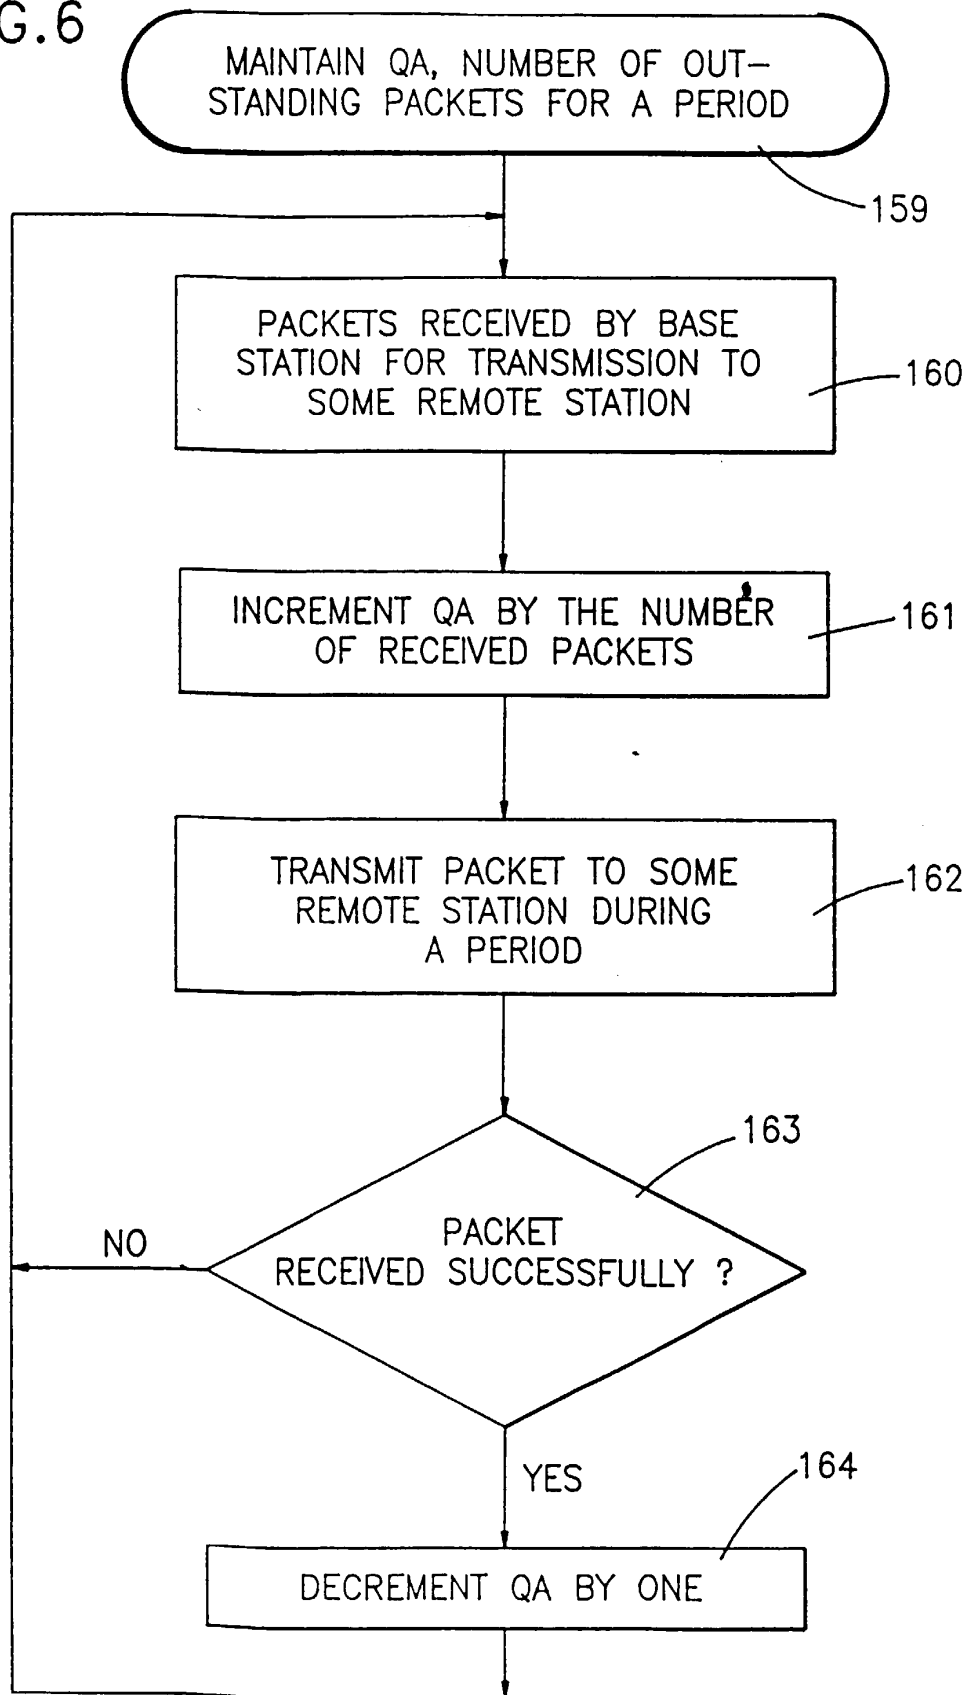 G.6
MAINTAIN QA, NUMBER OF OUT-
STANDING PACKETS FOR A PERIOD
159
PACKETS RECEIVED BY BASE
STATION FOR TRANSMISSION TO
SOME REMOTE STATION
160
INCREMENT QA BY THE NUMBER
OF RECEIVED PACKETS
161
TRANSMIT PACKET TO SOME
REMOTE STATION DURING
A PERIOD
162
163
PACKET
RECEIVED SUCCESSFULLY ?
NO
YES
164
DECREMENT QA BY ONE